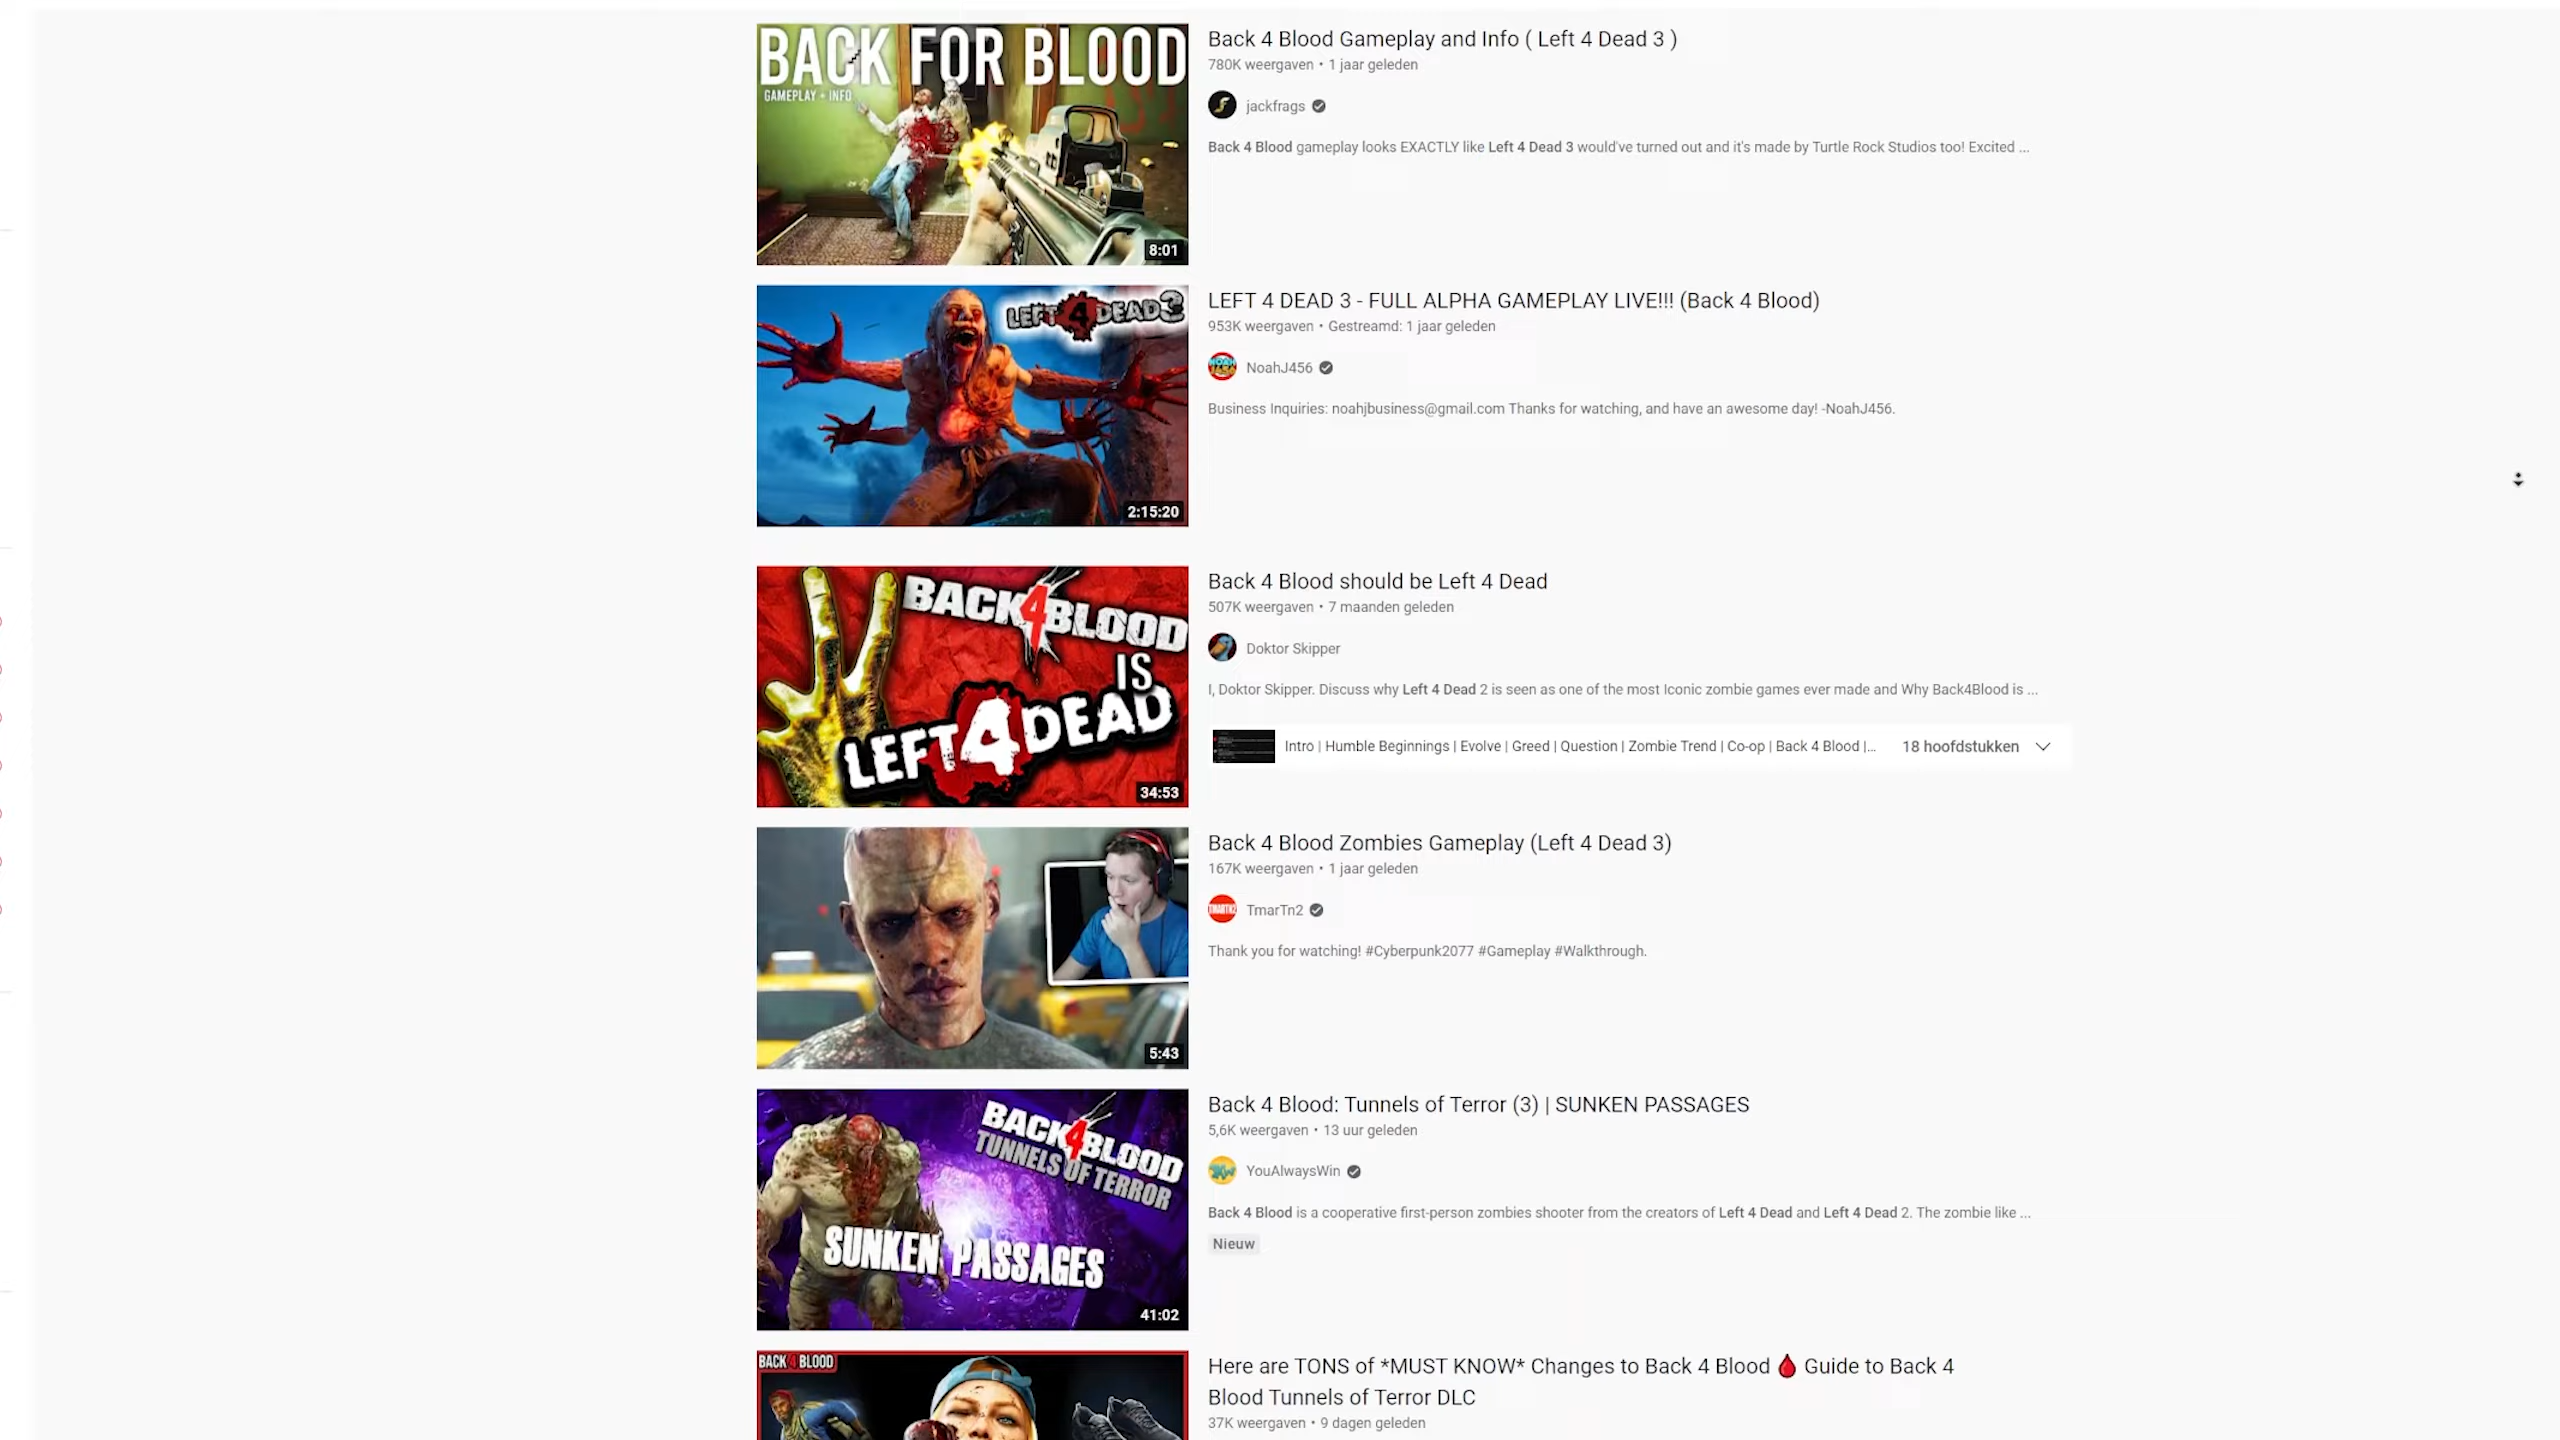 BACK FOR BLOOD
GAMEPLAY + INFO
8:01
Back 4 Blood Gameplay and Info ( Left 4 Dead 3 )
780K weergaven • 1 jaar geleden
jackfrags
Back 4 Blood gameplay looks EXACTLY like Left 4 Dead 3 would've turned out and it's made by Turtle Rock Studios too! Excited ...
LEFT 4 DEAD 3
2:15:20
LEFT 4 DEAD 3 - FULL ALPHA GAMEPLAY LIVE!!! (Back 4 Blood)
953K weergaven • Gestreamd: 1 jaar geleden
NoahJ456
Business Inquiries: noahjbusiness@gmail.com Thanks for watching, and have an awesome day! -NoahJ456.
BACK 4 BLOOD
IS
LEFT 4 DEAD
34:53
Back 4 Blood should be Left 4 Dead
507K weergaven • 7 maanden geleden
Doktor Skipper
I, Doktor Skipper. Discuss why Left 4 Dead 2 is seen as one of the most Iconic zombie games ever made and Why Back4Blood is ...
Intro | Humble Beginnings | Evolve | Greed | Question | Zombie Trend | Co-op | Back 4 Blood |... 18 hoofdstukken
5:43
Back 4 Blood Zombies Gameplay (Left 4 Dead 3)
167K weergaven • 1 jaar geleden
TmarTn2
Thank you for watching! #Cyberpunk2077 #Gameplay #Walkthrough.
BACK 4 BLOOD
TUNNELS OF TERROR
SUNKEN PASSAGES
41:02
Back 4 Blood: Tunnels of Terror (3) | SUNKEN PASSAGES
5,6K weergaven • 13 uur geleden
YouAlwaysWin
Back 4 Blood is a cooperative first-person zombies shooter from the creators of Left 4 Dead and Left 4 Dead 2. The zombie like ...
Nieuw
BACK 4 BLOOD
Here are TONS of *MUST KNOW* Changes to Back 4 Blood 🩸 Guide to Back 4
Blood Tunnels of Terror DLC
37K weergaven • 9 dagen geleden